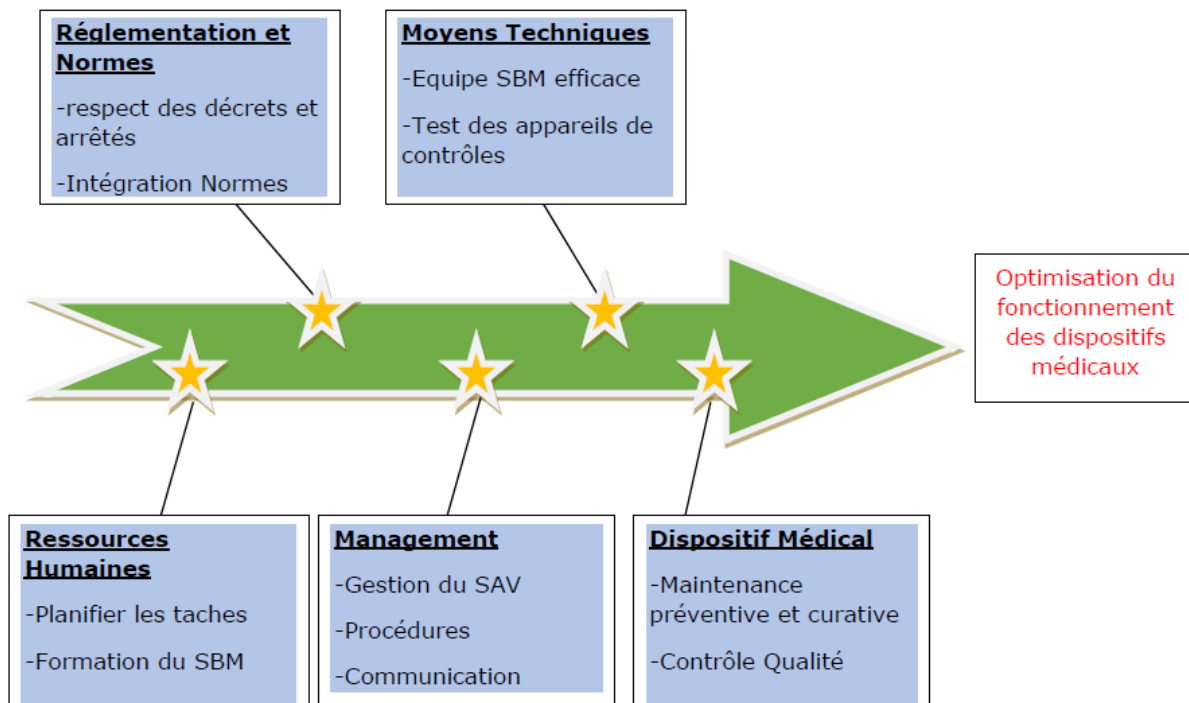 Réglementation et
Normes
-respect des décrets et
arrêtés
-Intégration Normes
Moyens Techniques
-Equipe SBM efficace
-Test des appareils de
contrôles
Optimisation du
fonctionnement
des dispositifs
médicaux
Ressources
Humaines
-Planifier les taches
-Formation du SBM
Management
-Gestion du SAV
-Procédures
-Communication
Dispositif Médical
-Maintenance
préventive et curative
-Contrôle Qualité